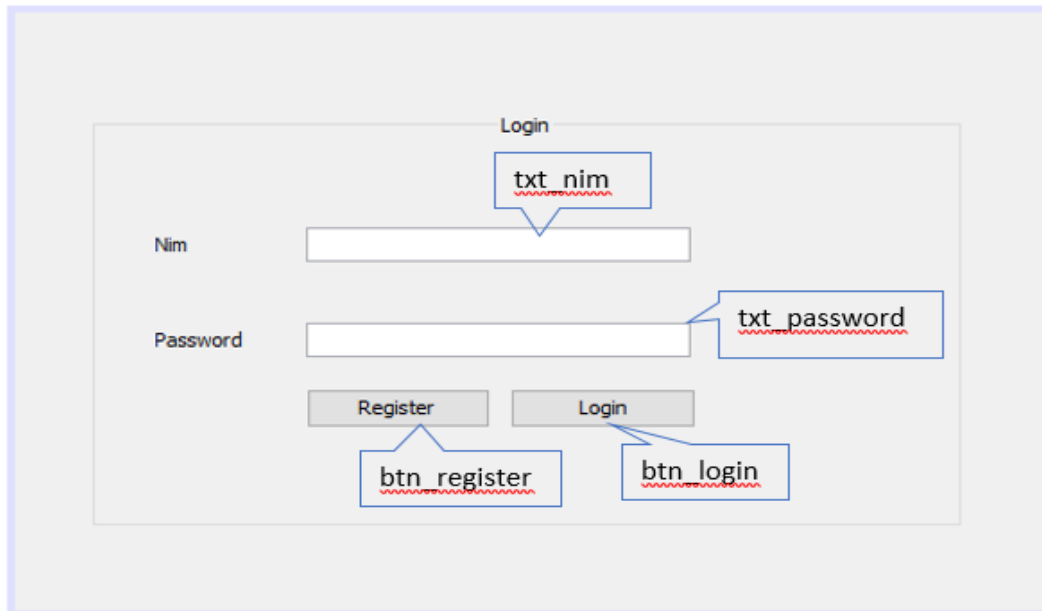 Login
txt_nim
Nim
txt_password
Password
Register Login
btn_register btn_login